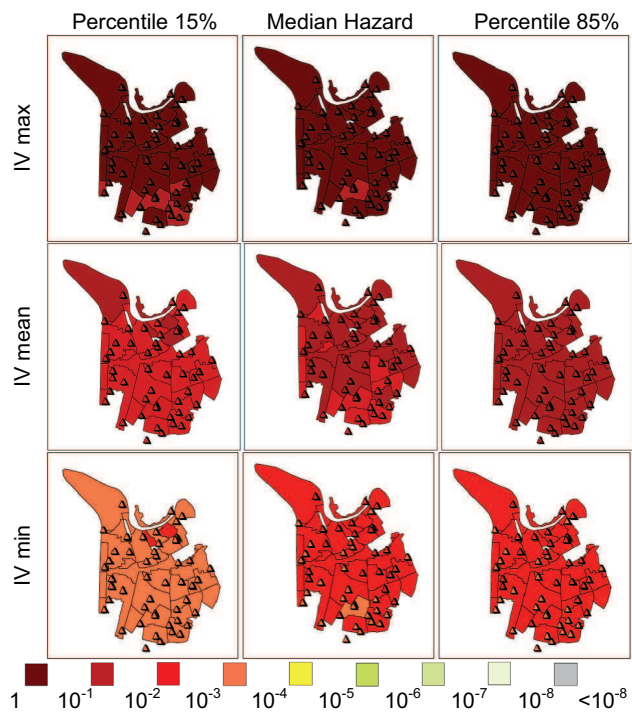 Percentile 15% Median Hazard Percentile 85%
IV max
IV mean
IV min
1 10⁻¹ 10⁻² 10⁻³ 10⁻⁴ 10⁻⁵ 10⁻⁶ 10⁻⁷ 10⁻⁸ <10⁻⁸